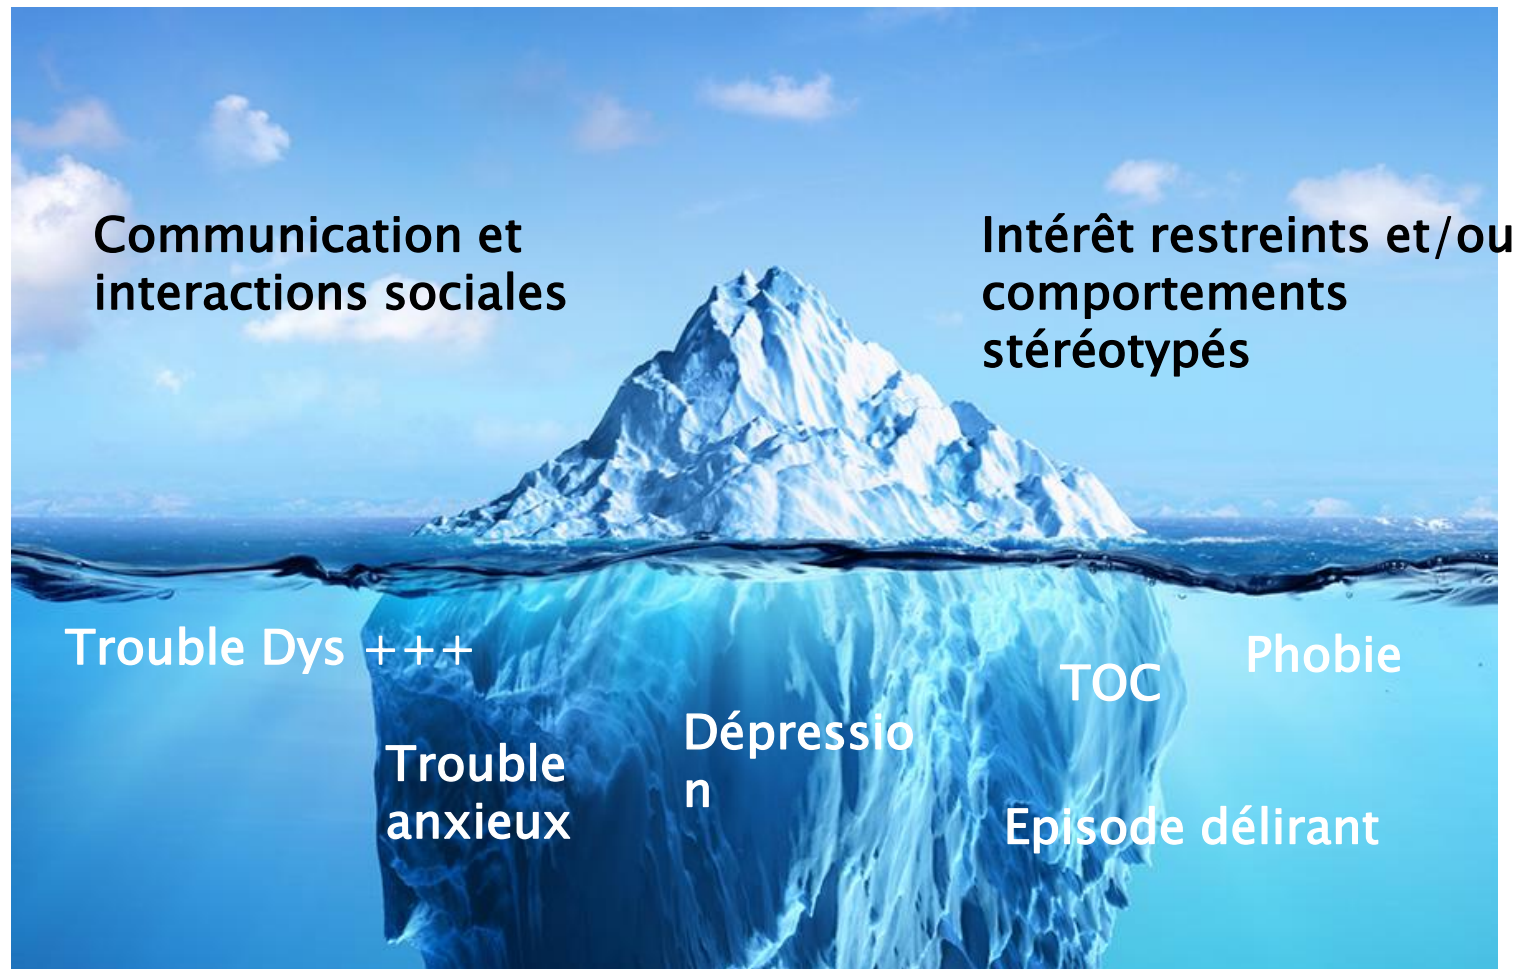 Communication et
interactions sociales
Intérêt restreints et/ou
comportements
stéréotypés
Trouble Dys +++
Trouble
anxieux
Dépressio
n
TOC
Phobie
Episode délirant